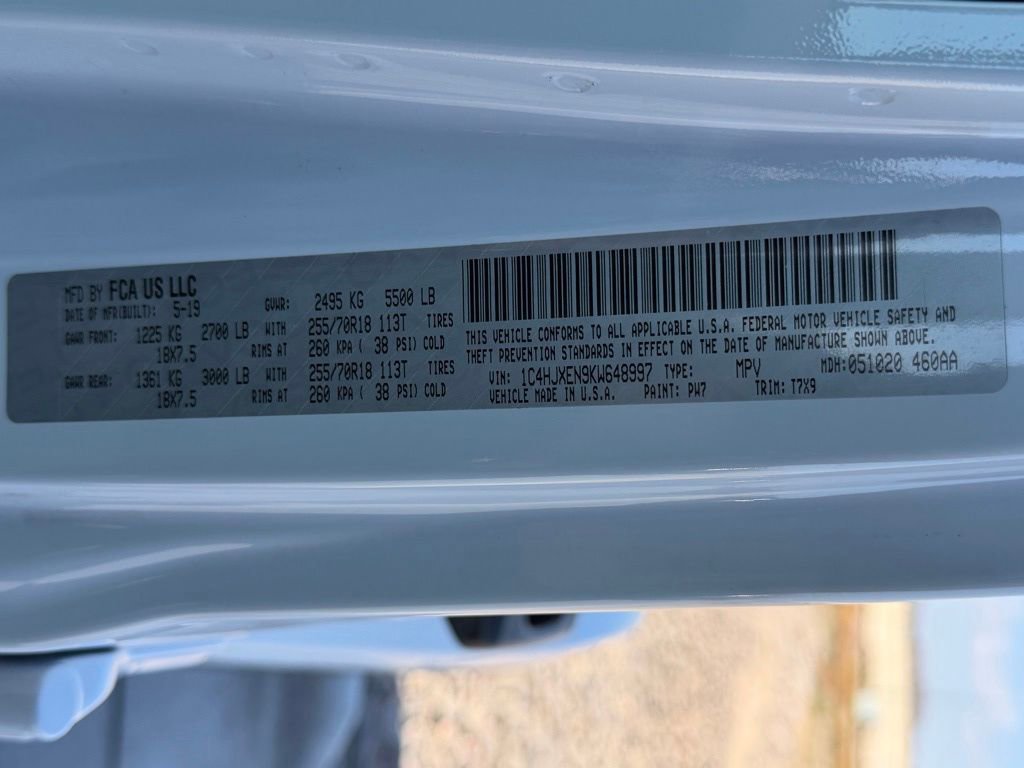 MFD BY FCA US LLC
DATE OF MFR(BUILT): 5-19 GVWR: 2495 KG 5500 LB
GAWR FRONT: 1225 KG 2700 LB WITH 255/70R18 113T TIRES
18X7.5 RIMS AT 260 KPA ( 38 PSI) COLD
GAWR REAR: 1361 KG 3000 LB WITH 255/70R18 113T TIRES
18X7.5 RIMS AT 260 KPA ( 38 PSI) COLD
THIS VEHICLE CONFORMS TO ALL APPLICABLE U.S.A. FEDERAL MOTOR VEHICLE SAFETY AND
THEFT PREVENTION STANDARDS IN EFFECT ON THE DATE OF MANUFACTURE SHOWN ABOVE.
VIN: 1C4HJXEN9KW648997 TYPE: MPV MDH:051020 460AA
VEHICLE MADE IN U.S.A. PAINT: PW7 TRIM: T7X9